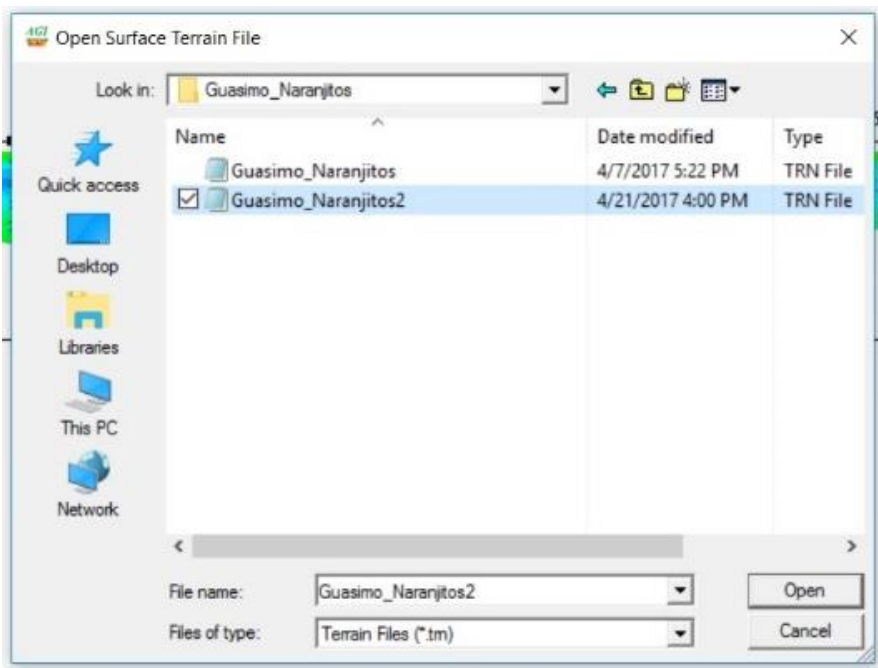 AGI Open Surface Terrain File
Look in: Guasimo_Naranjitos
Name Date modified Type
Guasimo_Naranjitos 4/7/2017 5:22 PM TRN File
Guasimo_Naranjitos2 4/21/2017 4:00 PM TRN File
Quick access
Desktop
Libraries
This PC
Network
File name: Guasimo_Naranjitos2 Open
Files of type: Terrain Files (*.trn) Cancel